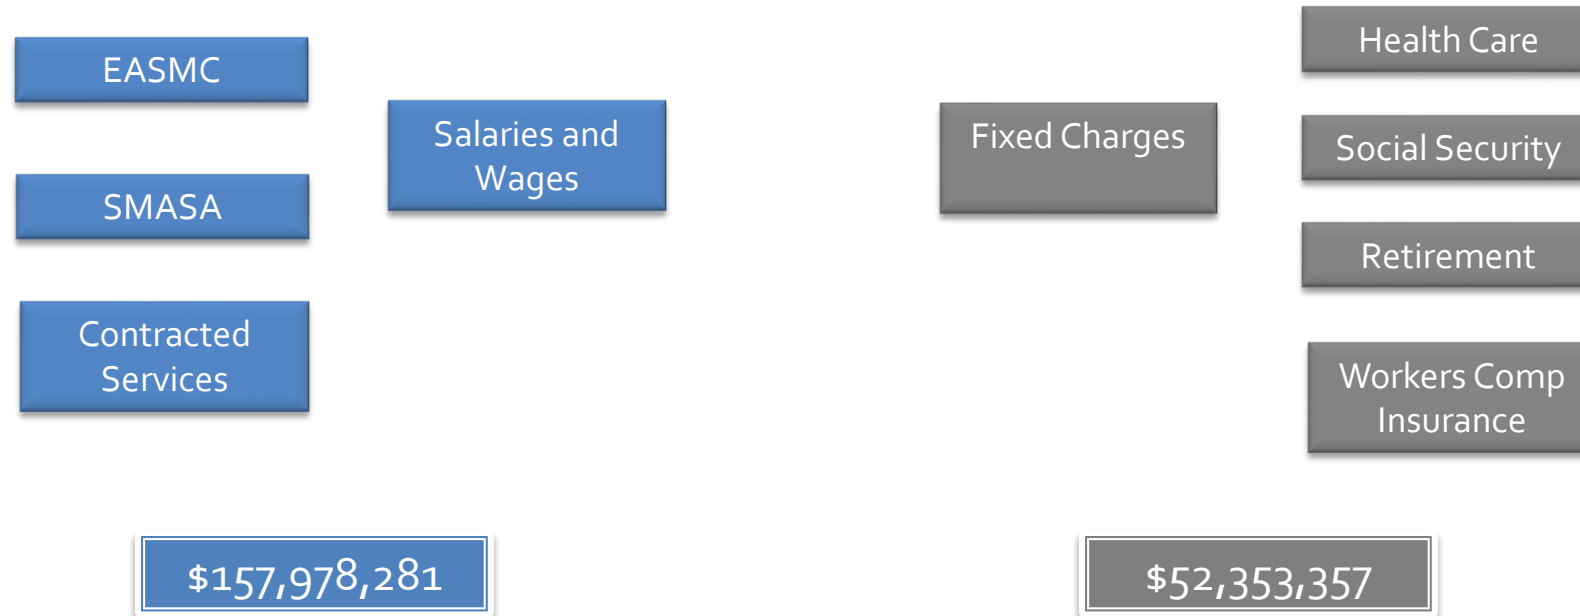 EASMC
SMASA
Contracted
Services
Salaries and
Wages
$157,978,281
Fixed Charges
Health Care
Social Security
Retirement
Workers Comp
Insurance
$52,353,357